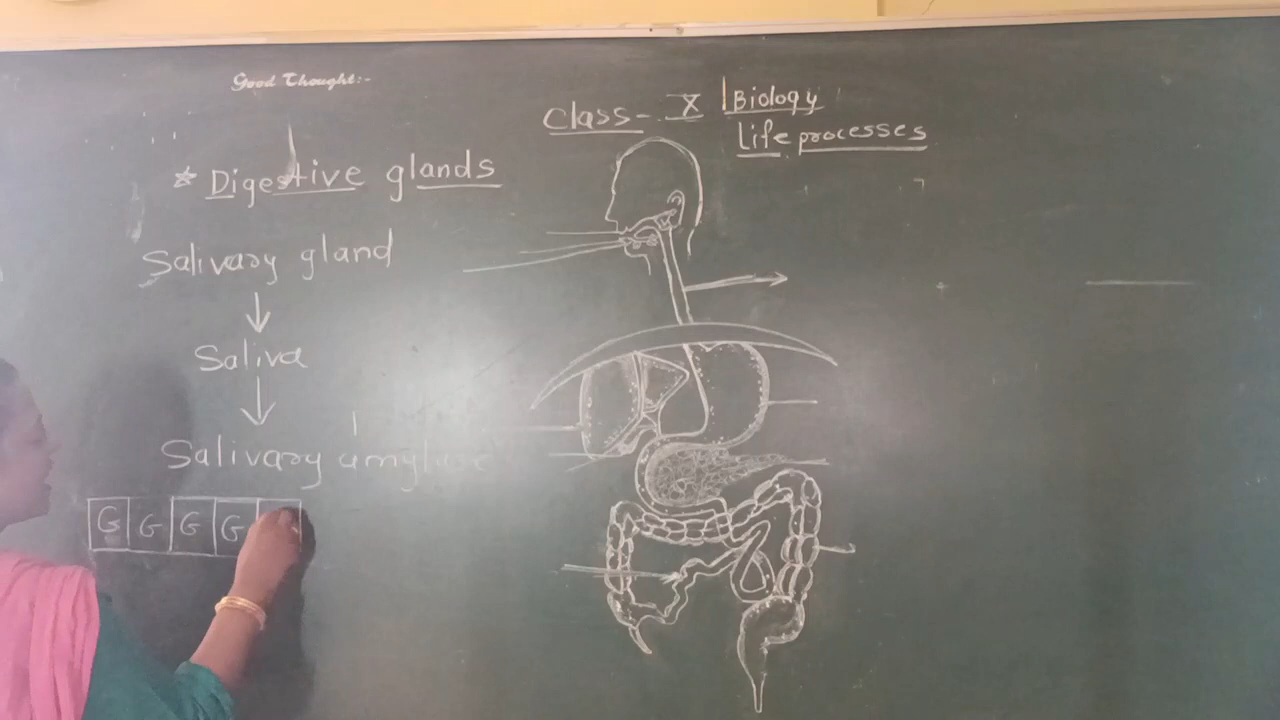 Good Thought:-
Class - X Biology
Life processes
* Digestive glands
Salivary gland
Saliva
Salivary amylase
G G G G